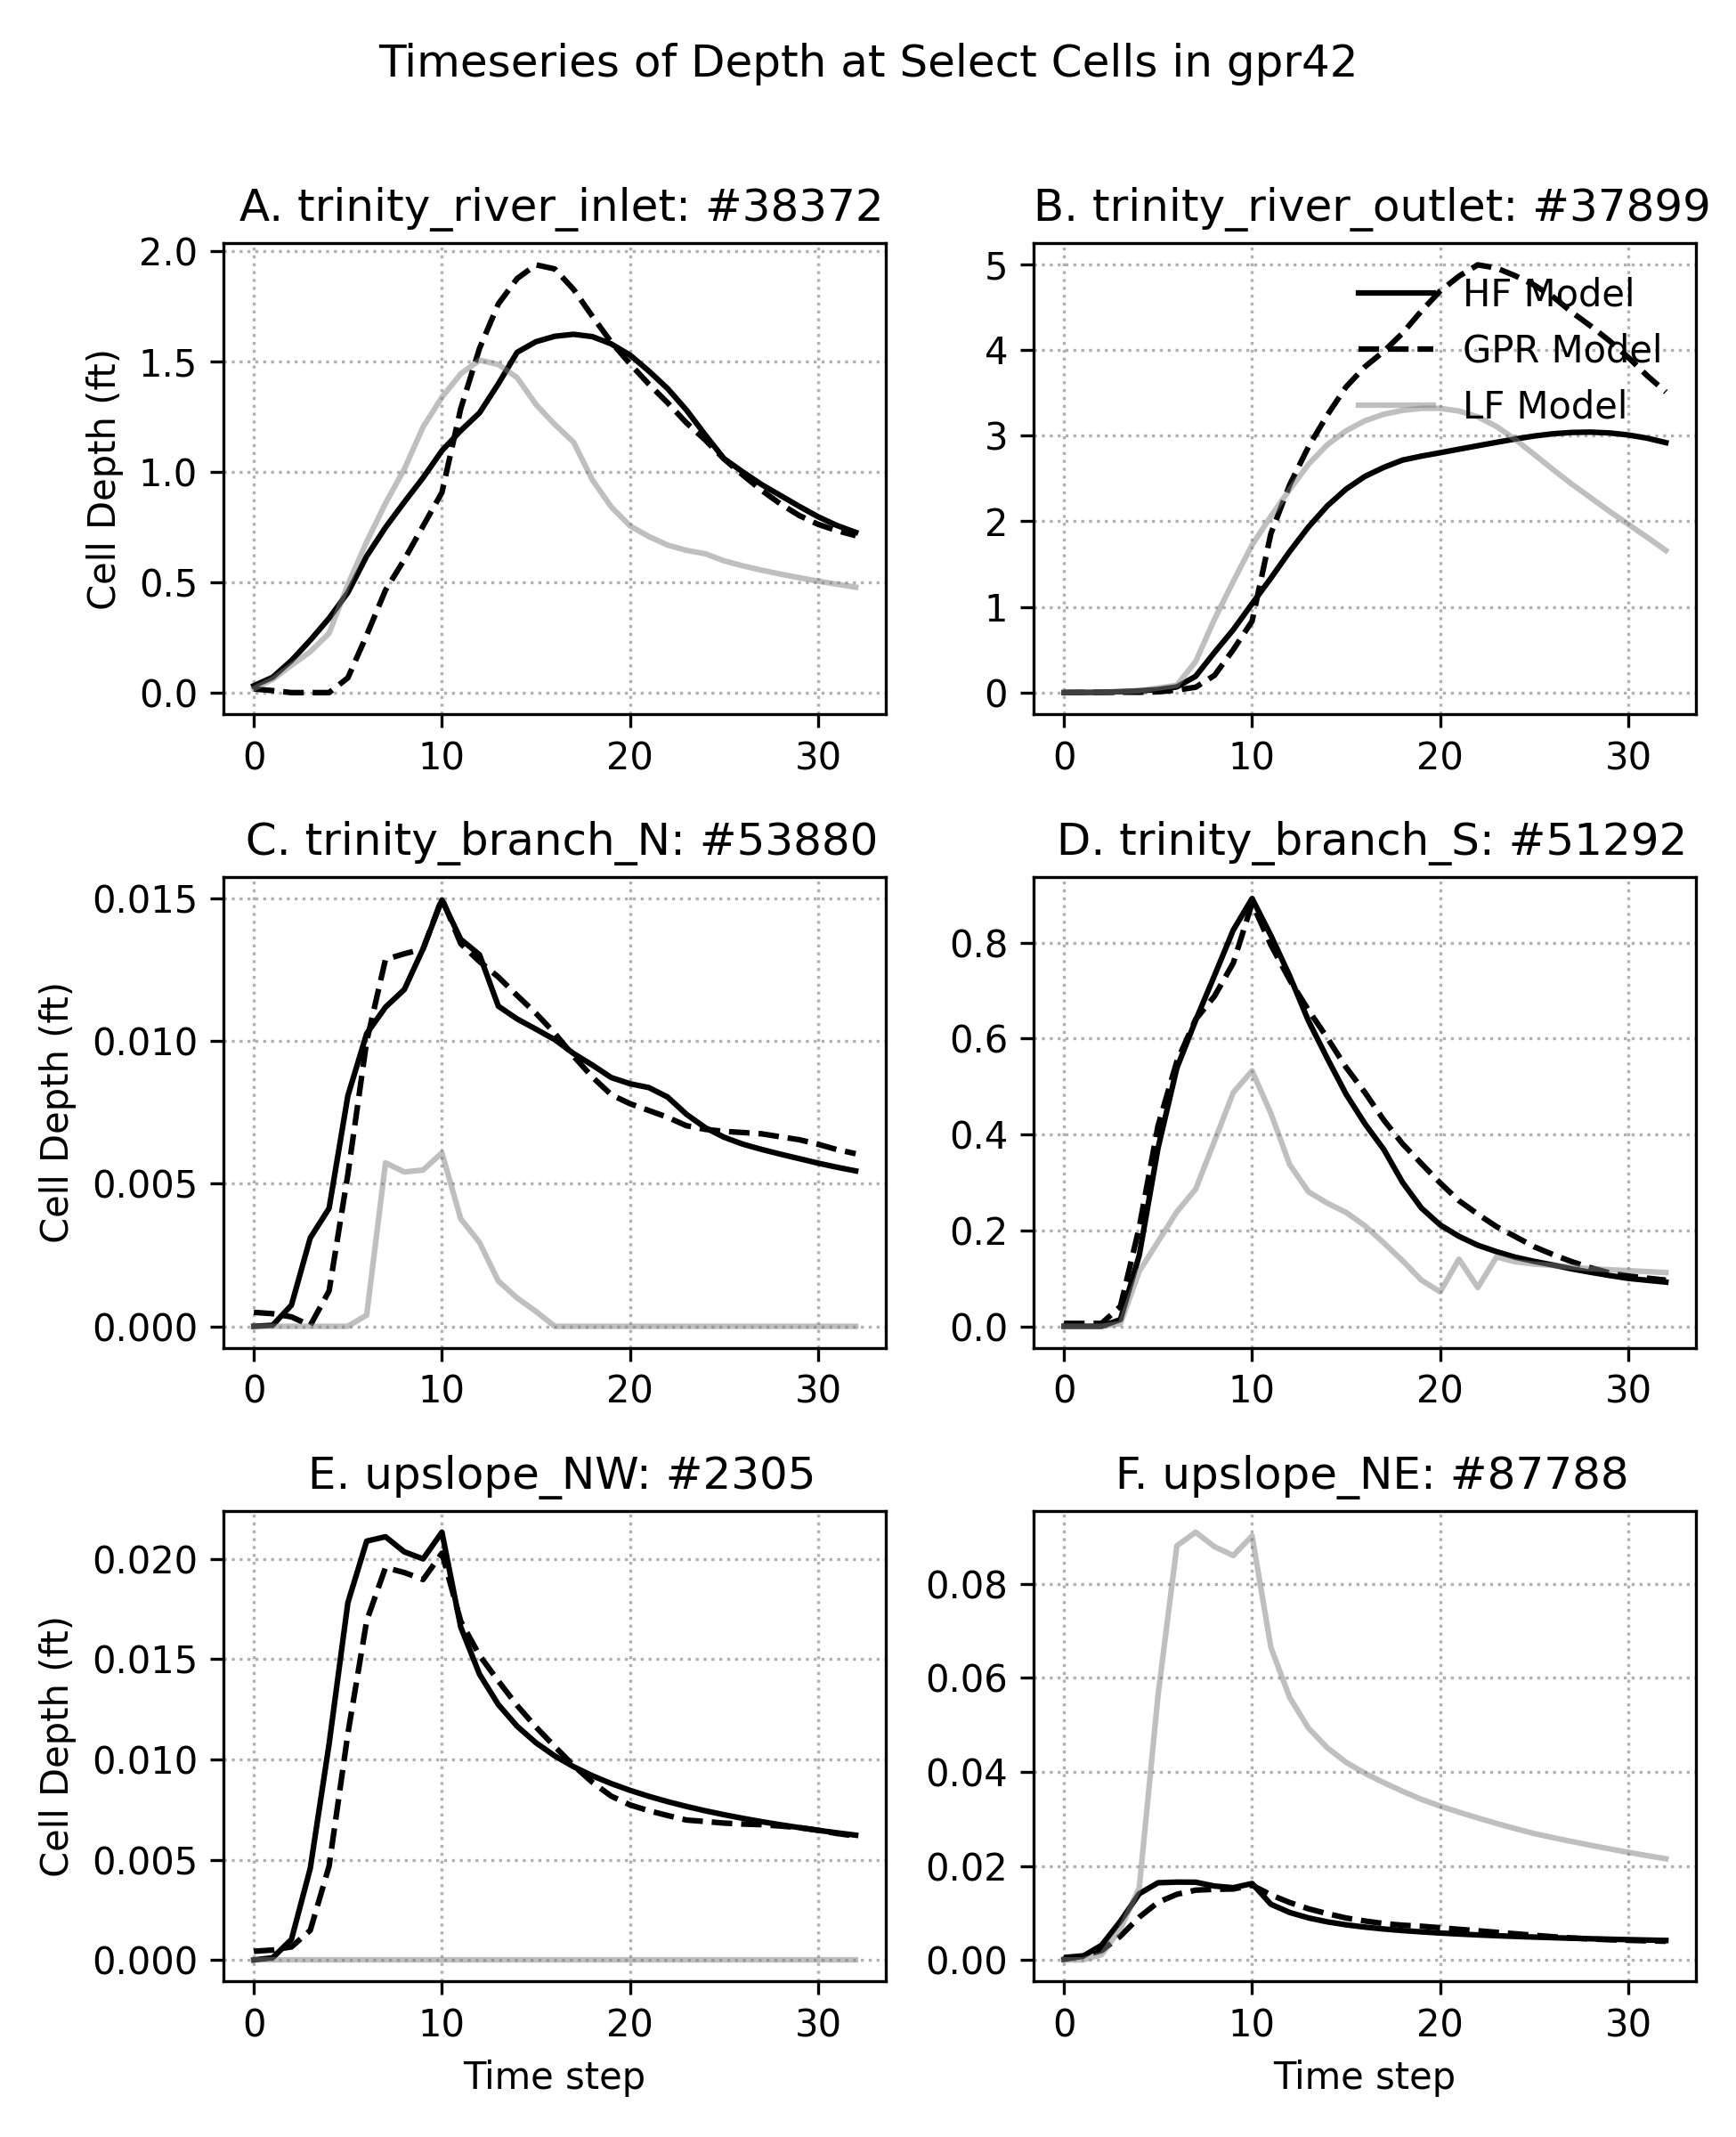 Timeseries of Depth at Select Cells in gpr42
A. trinity_river_inlet: #38372
Cell Depth (ft)
2.0
1.5
1.0
0.5
0.0
0 10 20 30
B. trinity_river_outlet: #37899
5
4
3
2
1
0
HF Model
GPR Model
LF Model
0 10 20 30
C. trinity_branch_N: #53880
Cell Depth (ft)
0.015
0.010
0.005
0.000
0 10 20 30
D. trinity_branch_S: #51292
0.8
0.6
0.4
0.2
0.0
0 10 20 30
E. upslope_NW: #2305
Cell Depth (ft)
0.020
0.015
0.010
0.005
0.000
0 10 20 30
Time step
F. upslope_NE: #87788
0.08
0.06
0.04
0.02
0.00
0 10 20 30
Time step